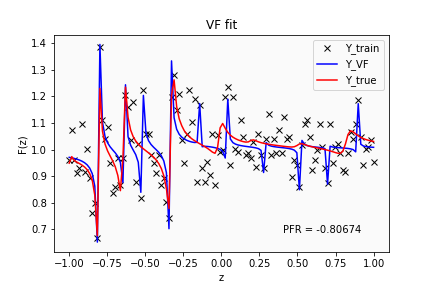 VF fit
1.4
1.3
1.2
1.1
1.0
0.9
0.8
0.7
F(z)
Y_train
Y_VF
Y_true
PFR = -0.80674
−1.00 −0.75 −0.50 −0.25 0.00 0.25 0.50 0.75 1.00
z